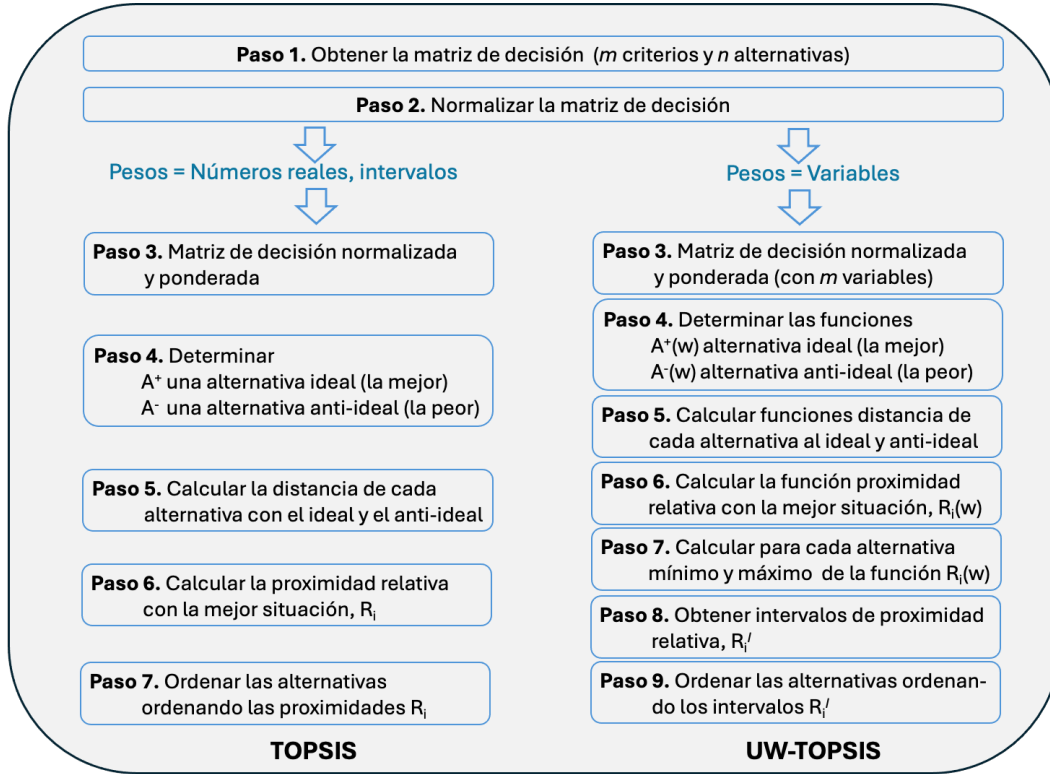 Paso 1. Obtener la matriz de decisión (m criterios y n alternativas)
Paso 2. Normalizar la matriz de decisión
Pesos = Números reales, intervalos
Paso 3. Matriz de decisión normalizada
y ponderada
Paso 4. Determinar
A⁺ una alternativa ideal (la mejor)
A⁻ una alternativa anti-ideal (la peor)
Paso 5. Calcular la distancia de cada
alternativa con el ideal y el anti-ideal
Paso 6. Calcular la proximidad relativa
con la mejor situación, Rᵢ
Paso 7. Ordenar las alternativas
ordenando las proximidades Rᵢ
TOPSIS
Pesos = Variables
Paso 3. Matriz de decisión normalizada
y ponderada (con m variables)
Paso 4. Determinar las funciones
A⁺(w) alternativa ideal (la mejor)
A⁻(w) alternativa anti-ideal (la peor)
Paso 5. Calcular funciones distancia de
cada alternativa al ideal y anti-ideal
Paso 6. Calcular la función proximidad
relativa con la mejor situación, Rᵢ(w)
Paso 7. Calcular para cada alternativa
mínimo y máximo de la función Rᵢ(w)
Paso 8. Obtener intervalos de proximidad
relativa, Rᵢᴵ
Paso 9. Ordenar las alternativas ordenan-
do los intervalos Rᵢᴵ
UW-TOPSIS